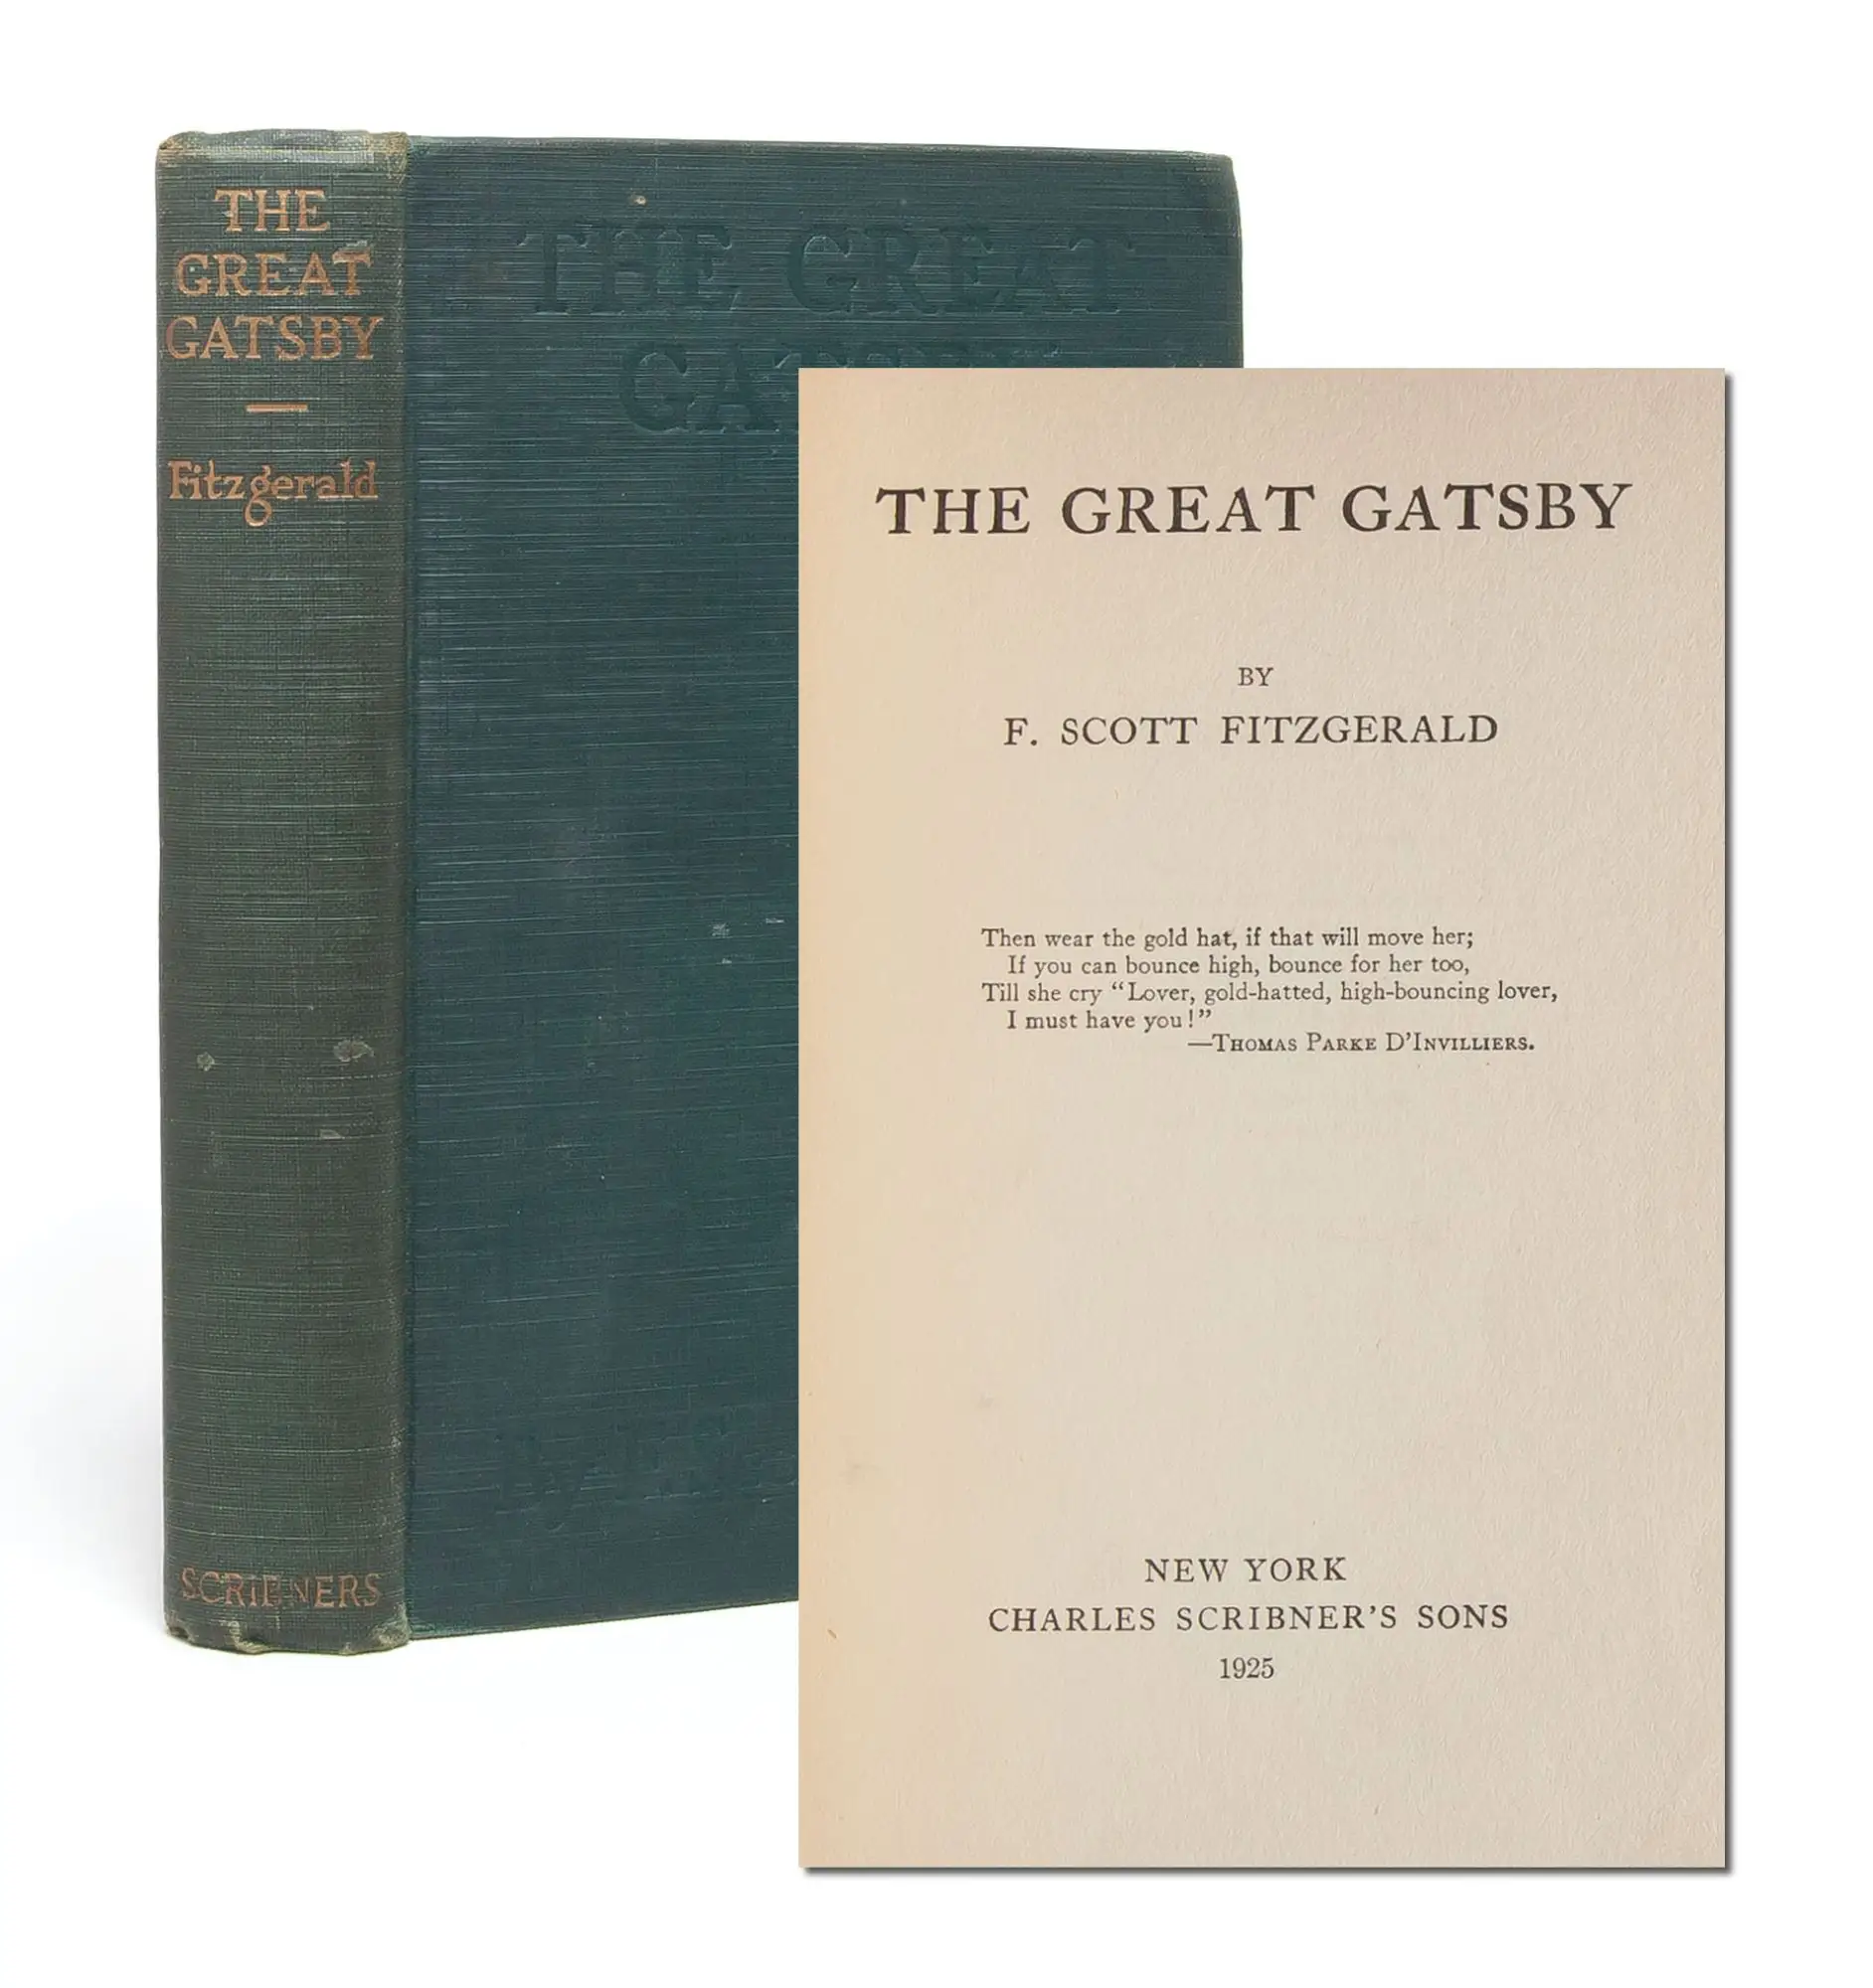 THE
GREAT
GATSBY
Fitzgerald
SCRIBNERS
THE GREAT
THE GREAT GATSBY
BY
F. SCOTT FITZGERALD
Then wear the gold hat, if that will move her;
If you can bounce high, bounce for her too,
Till she cry "Lover, gold-hatted, high-bouncing lover,
I must have you!"
—THOMAS PARKE D'INVILLIERS.
NEW YORK
CHARLES SCRIBNER'S SONS
1925